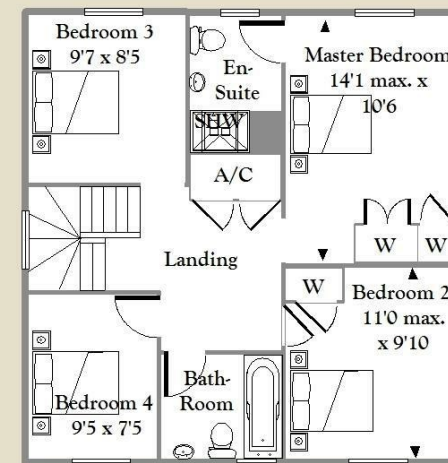 Bedroom 3
9'7 x 8'5
En-
Suite
SHW
Master Bedroom
14'1 max. x
10'6
A/C
Landing
W
W
W
Bedroom 2
11'0 max.
x 9'10
Bath-
Room
Bedroom 4
9'5 x 7'5